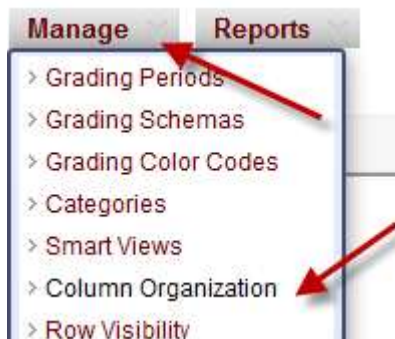 Manage Reports
> Grading Periods
> Grading Schemas
> Grading Color Codes
> Categories
> Smart Views
> Column Organization
> Row Visibility